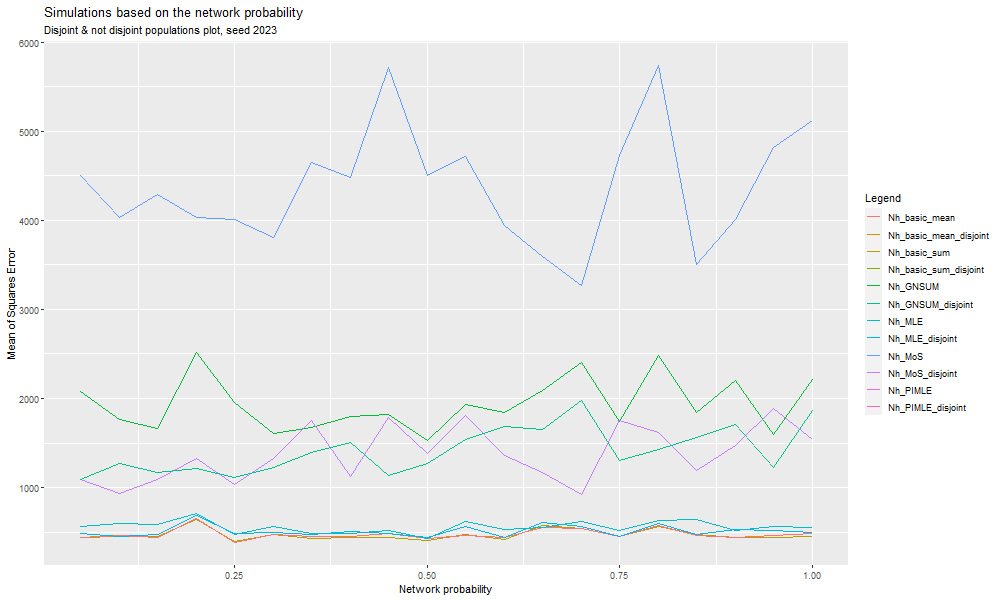 Simulations based on the network probability
Disjoint & not disjoint populations plot, seed 2023
6000
5000
4000
3000
2000
1000
Mean of Squares Error
0.25
0.50
0.75
1.00
Network probability
Legend
Nh_basic_mean
Nh_basic_mean_disjoint
Nh_basic_sum
Nh_basic_sum_disjoint
Nh_GNSUM
Nh_GNSUM_disjoint
Nh_MLE
Nh_MLE_disjoint
Nh_MoS
Nh_MoS_disjoint
Nh_PIMLE
Nh_PIMLE_disjoint